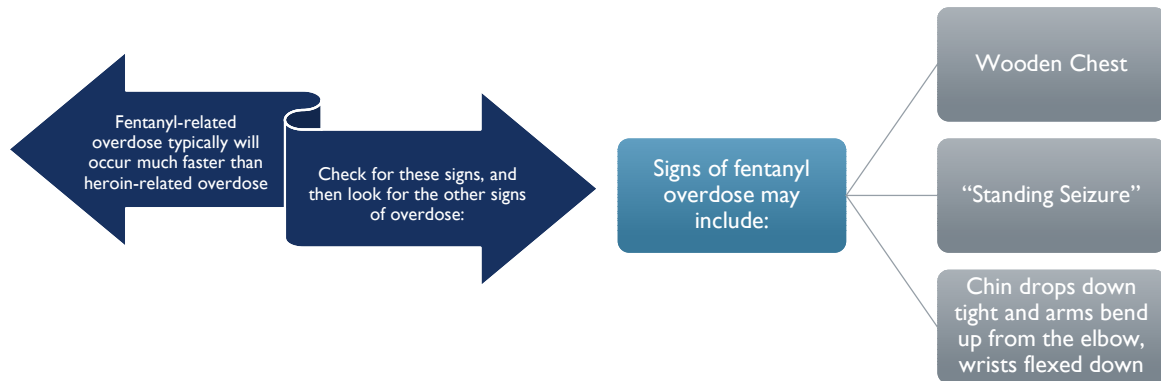 Fentanyl-related
overdose typically will
occur much faster than
heroin-related overdose
Check for these signs, and
then look for the other signs
of overdose:
Signs of fentanyl
overdose may
include:
Wooden Chest
“Standing Seizure”
Chin drops down
tight and arms bend
up from the elbow,
wrists flexed down